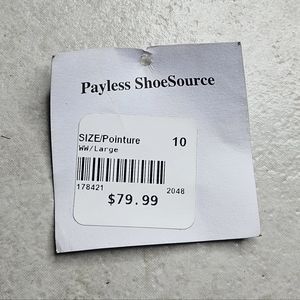 Payless ShoeSource
SIZE/Pointure 10
WW/Large
178421 2048
$79.99